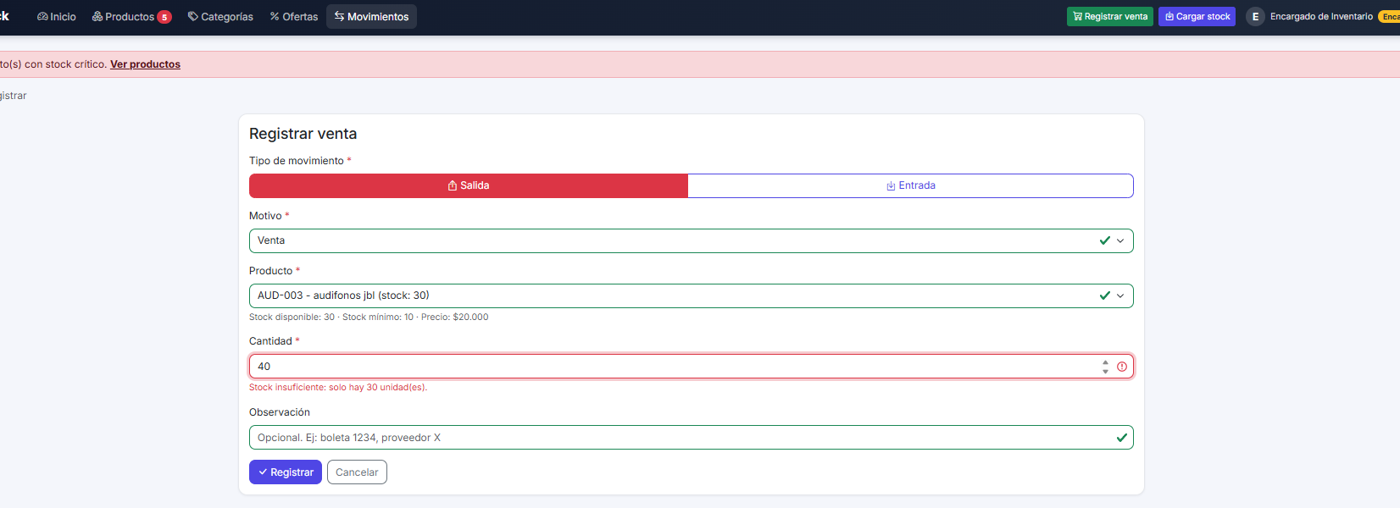 ck Inicio Productos 5 Categorías % Ofertas Movimientos Registrar venta Cargar stock E Encargado de Inventario Enca
to(s) con stock crítico. Ver productos
gistrar
Registrar venta
Tipo de movimiento *
Salida Entrada
Motivo *
Venta
Producto *
AUD-003 - audifonos jbl (stock: 30)
Stock disponible: 30 · Stock mínimo: 10 · Precio: $20.000
Cantidad *
40
Stock insuficiente: solo hay 30 unidad(es).
Observación
Opcional. Ej: boleta 1234, proveedor X
Registrar Cancelar